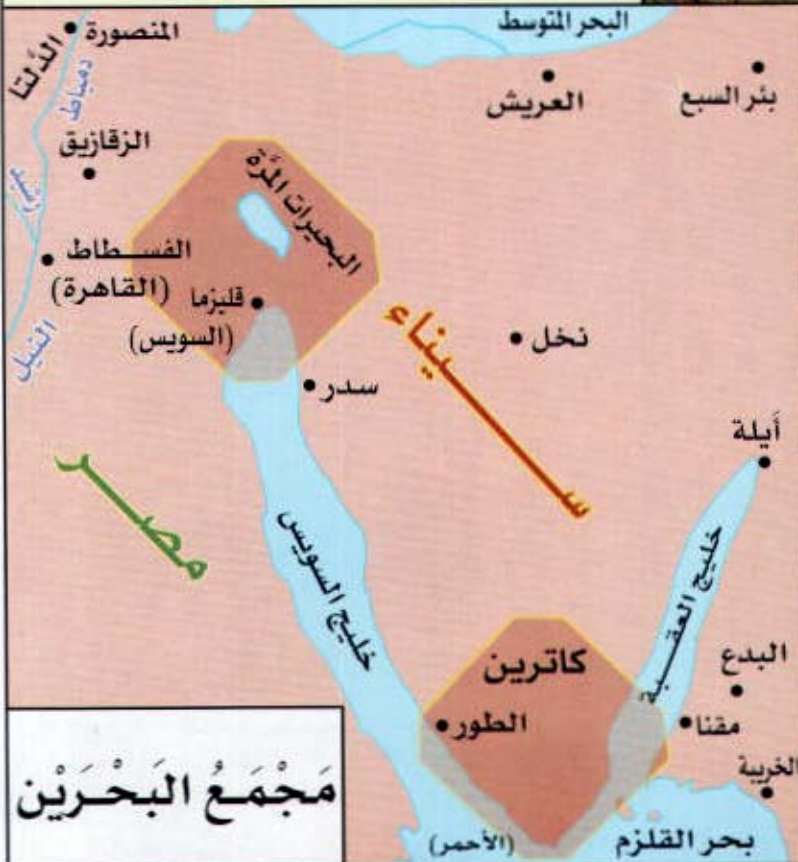 البحر المتوسط
المنصورة
الدلتا
دمياط
العريش
بئر السبع
الزقازيق
البحيرات المرّة
الفسطاط
(القاهرة)
قليزما
(السويس)
النيل
سيناء
نخل
سدر
أيلة
مصر
خليج السويس
خليج العقبة
كاترين
البدع
الطور
مقنا
الخريبة
مَجْمَعُ البَحْرَيْن
بحر القلزم
(الأحمر)